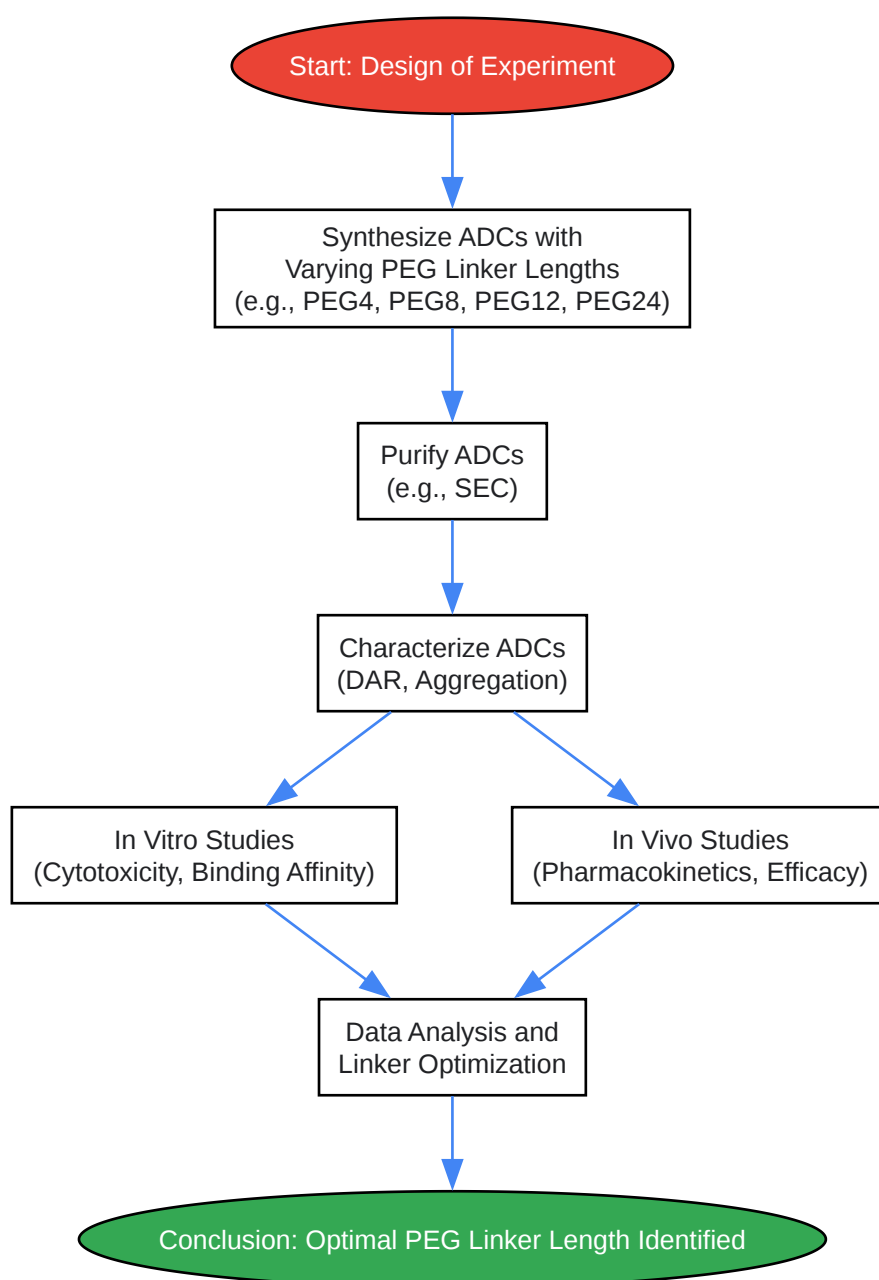 Start: Design of Experiment
Synthesize ADCs with
Varying PEG Linker Lengths
(e.g., PEG4, PEG8, PEG12, PEG24)
Purify ADCs
(e.g., SEC)
Characterize ADCs
(DAR, Aggregation)
In Vitro Studies
(Cytotoxicity, Binding Affinity)
In Vivo Studies
(Pharmacokinetics, Efficacy)
Data Analysis and
Linker Optimization
Conclusion: Optimal PEG Linker Length Identified